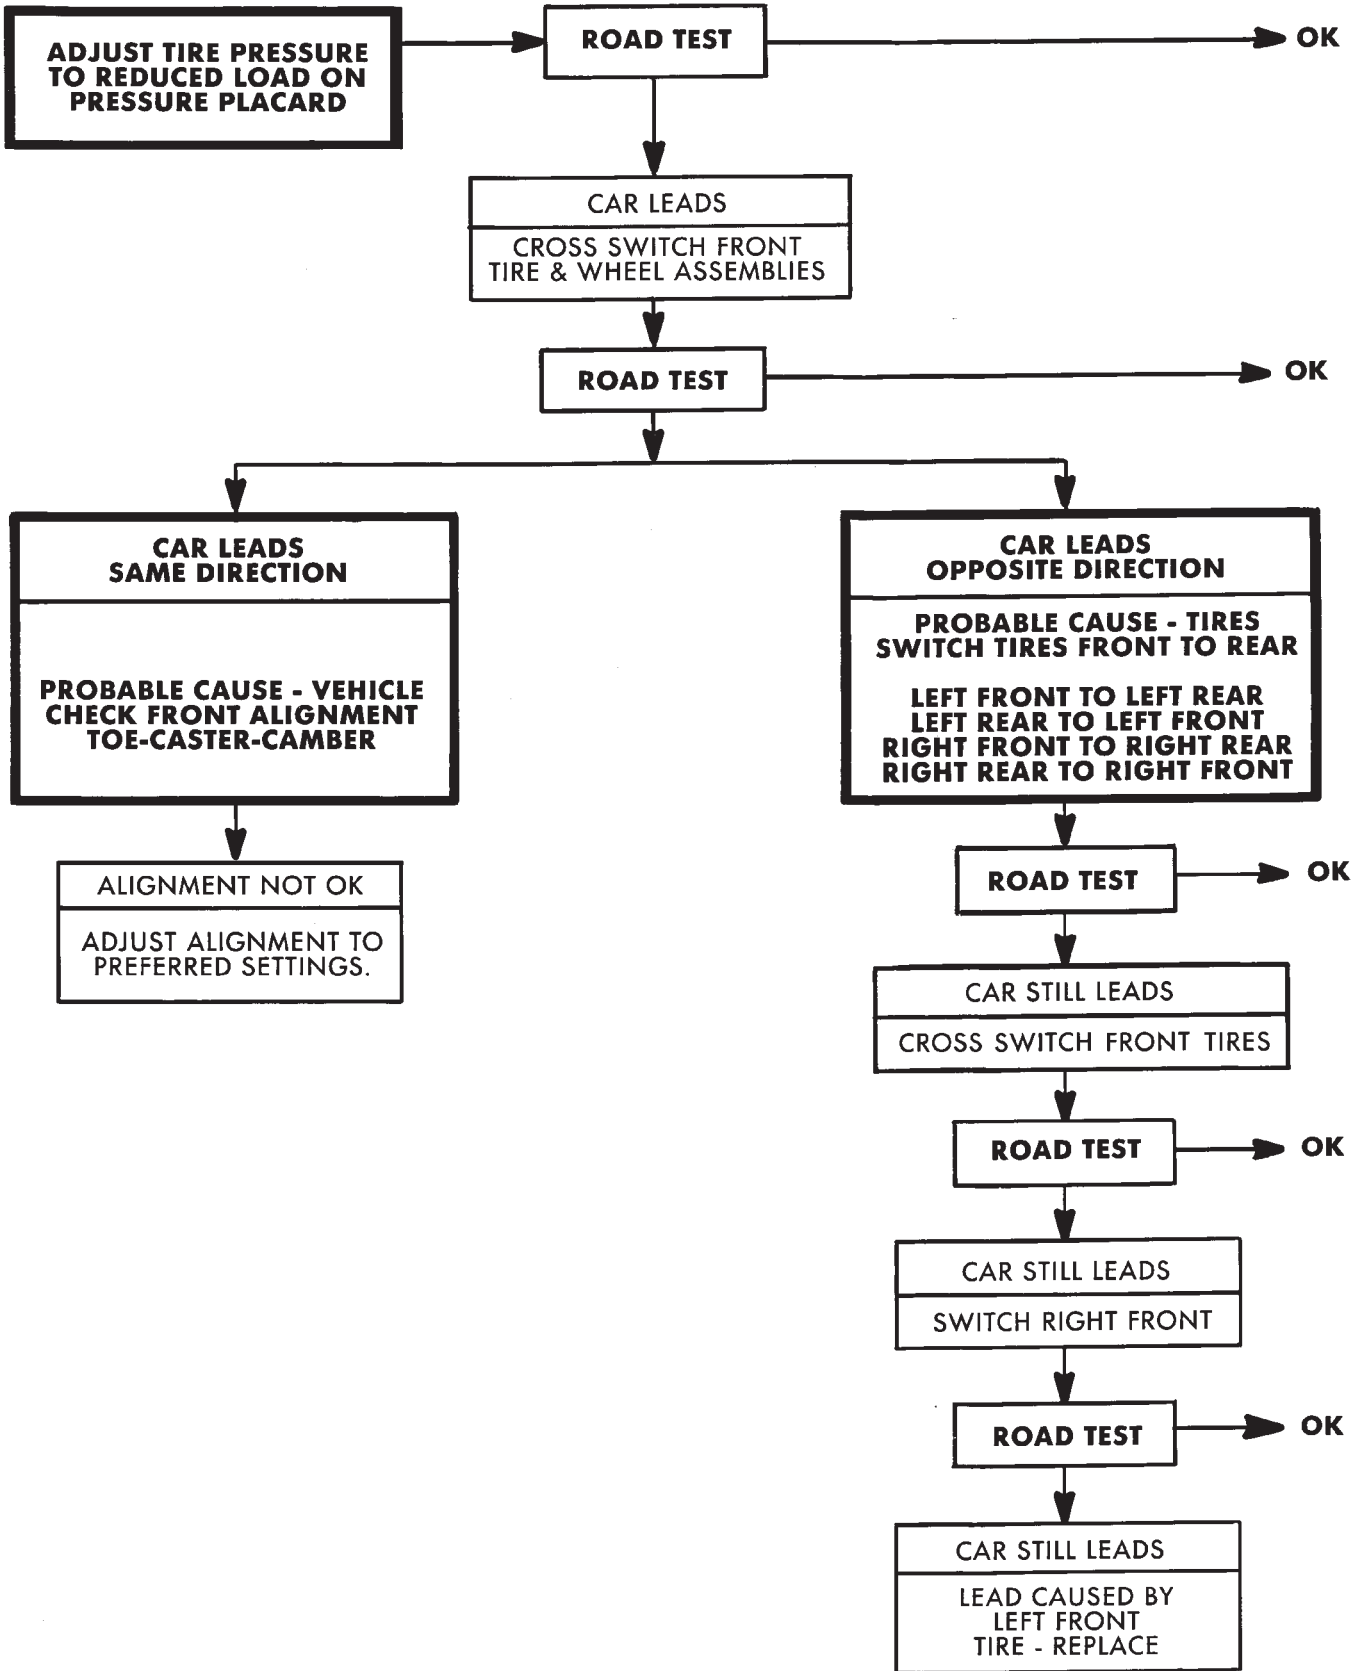 ADJUST TIRE PRESSURE
TO REDUCED LOAD ON
PRESSURE PLACARD
ROAD TEST
OK
CAR LEADS
CROSS SWITCH FRONT
TIRE & WHEEL ASSEMBLIES
ROAD TEST
OK
CAR LEADS
SAME DIRECTION
PROBABLE CAUSE - VEHICLE
CHECK FRONT ALIGNMENT
TOE-CASTER-CAMBER
ALIGNMENT NOT OK
ADJUST ALIGNMENT TO
PREFERRED SETTINGS.
CAR LEADS
OPPOSITE DIRECTION
PROBABLE CAUSE - TIRES
SWITCH TIRES FRONT TO REAR
LEFT FRONT TO LEFT REAR
LEFT REAR TO LEFT FRONT
RIGHT FRONT TO RIGHT REAR
RIGHT REAR TO RIGHT FRONT
ROAD TEST
OK
CAR STILL LEADS
CROSS SWITCH FRONT TIRES
ROAD TEST
OK
CAR STILL LEADS
SWITCH RIGHT FRONT
ROAD TEST
OK
CAR STILL LEADS
LEAD CAUSED BY
LEFT FRONT
TIRE - REPLACE